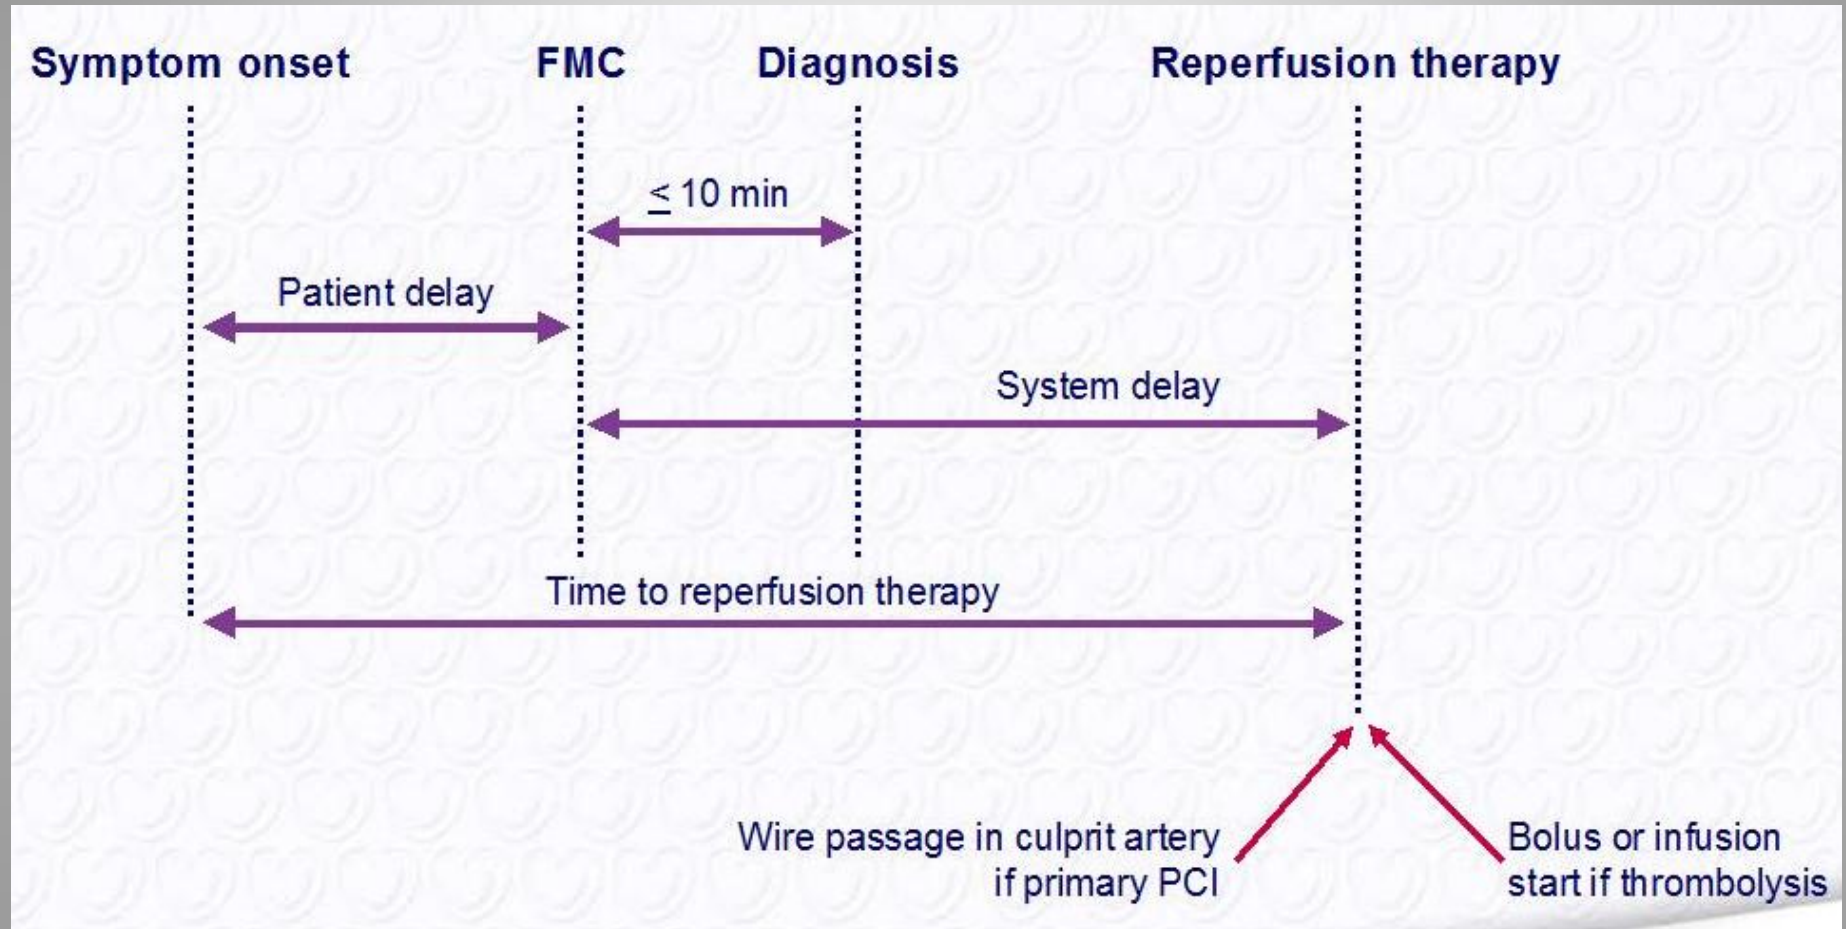 Symptom onset
FMC
Diagnosis
Reperfusion therapy
≤ 10 min
Patient delay
System delay
Time to reperfusion therapy
Wire passage in culprit artery
if primary PCI
Bolus or infusion
start if thrombolysis